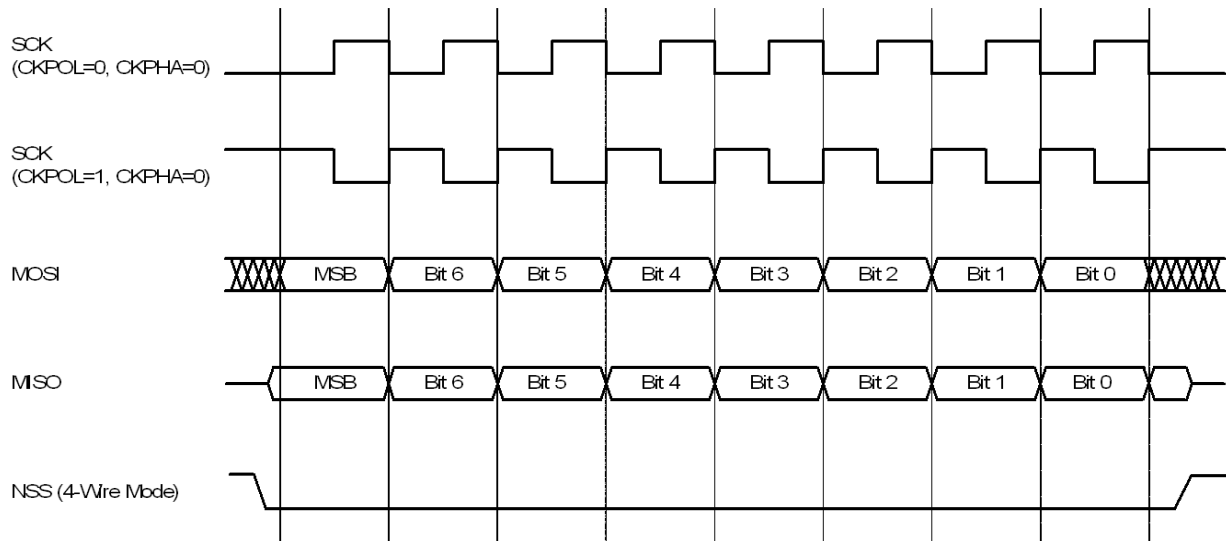 SCK
(CKPOL=0, CKPHA=0)
SCK
(CKPOL=1, CKPHA=0)
MOSI MSB Bit 6 Bit 5 Bit 4 Bit 3 Bit 2 Bit 1 Bit 0
MISO MSB Bit 6 Bit 5 Bit 4 Bit 3 Bit 2 Bit 1 Bit 0
NSS (4-Wire Mode)